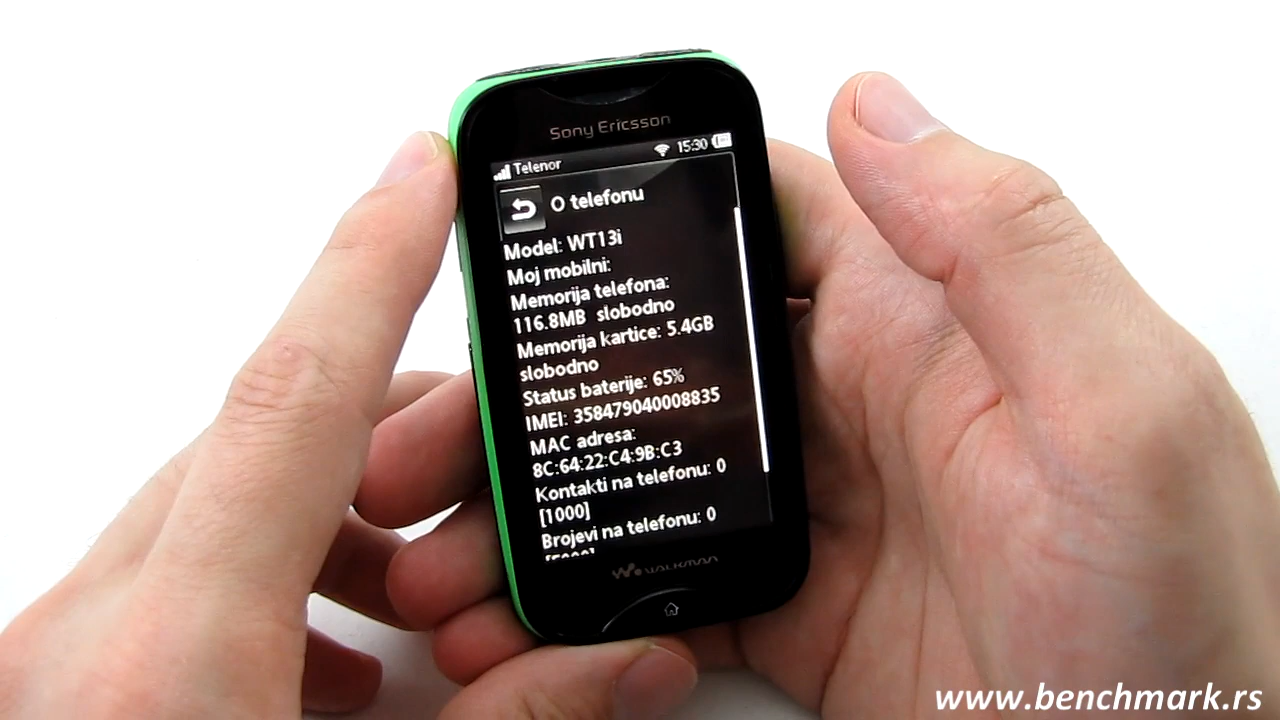 Sony Ericsson
Telenor 15:30
O telefonu
Model: WT13i
Moj mobilni:
Memorija telefona:
116.8MB slobodno
Memorija kartice: 5.4GB
slobodno
Status baterije: 65%
IMEI: 358479040008835
MAC adresa:
8C:64:22:C4:9B:C3
Kontakti na telefonu: 0
[1000]
Brojevi na telefonu: 0
WALKMAN
www.benchmark.rs